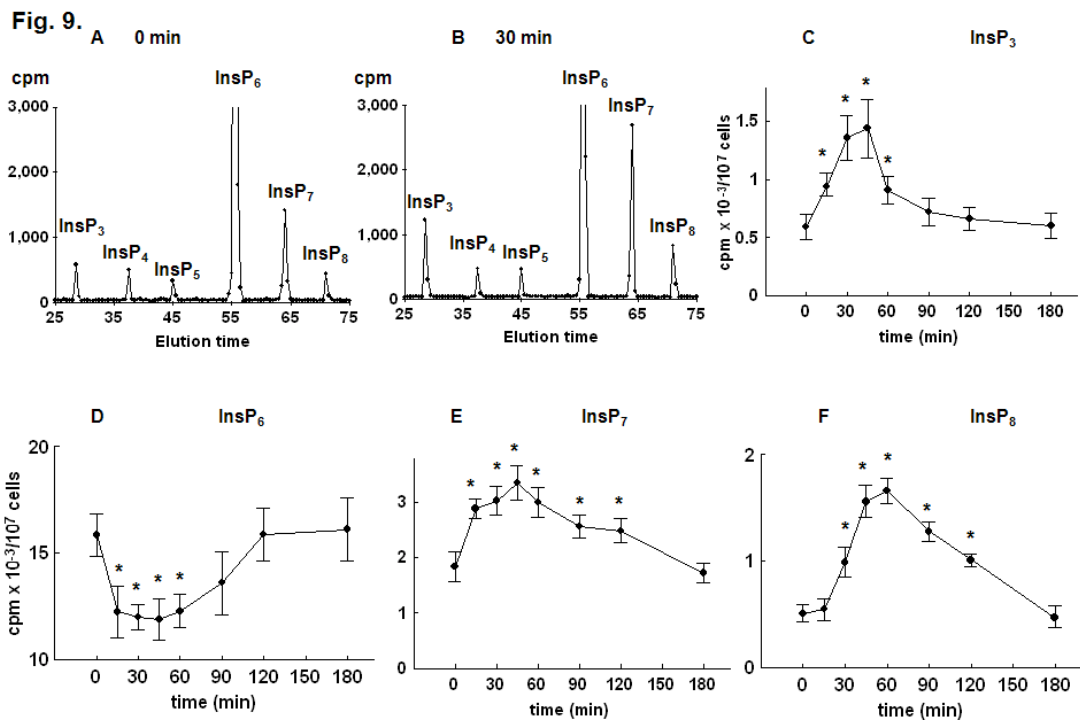 Fig. 9.
A 0 min
cpm
InsP6
3,000
2,000
1,000
0
InsP3
InsP4
InsP5
InsP7
InsP8
25 35 45 55 65 75
Elution time
B 30 min
cpm
InsP6
3,000
2,000
1,000
0
InsP3
InsP4
InsP5
InsP7
InsP8
25 35 45 55 65 75
Elution time
C InsP3
cpm x 10-3/107 cells
1.5
1
0.5
0
* * * *
0 30 60 90 120 150 180
time (min)
D InsP6
cpm x 10-3/107 cells
20
15
10
* * * *
0 30 60 90 120 150 180
time (min)
E InsP7
3
2
1
0
* * * * * *
0 30 60 90 120 150 180
time (min)
F InsP8
2
1
0
* * * * *
0 30 60 90 120 150 180
time (min)